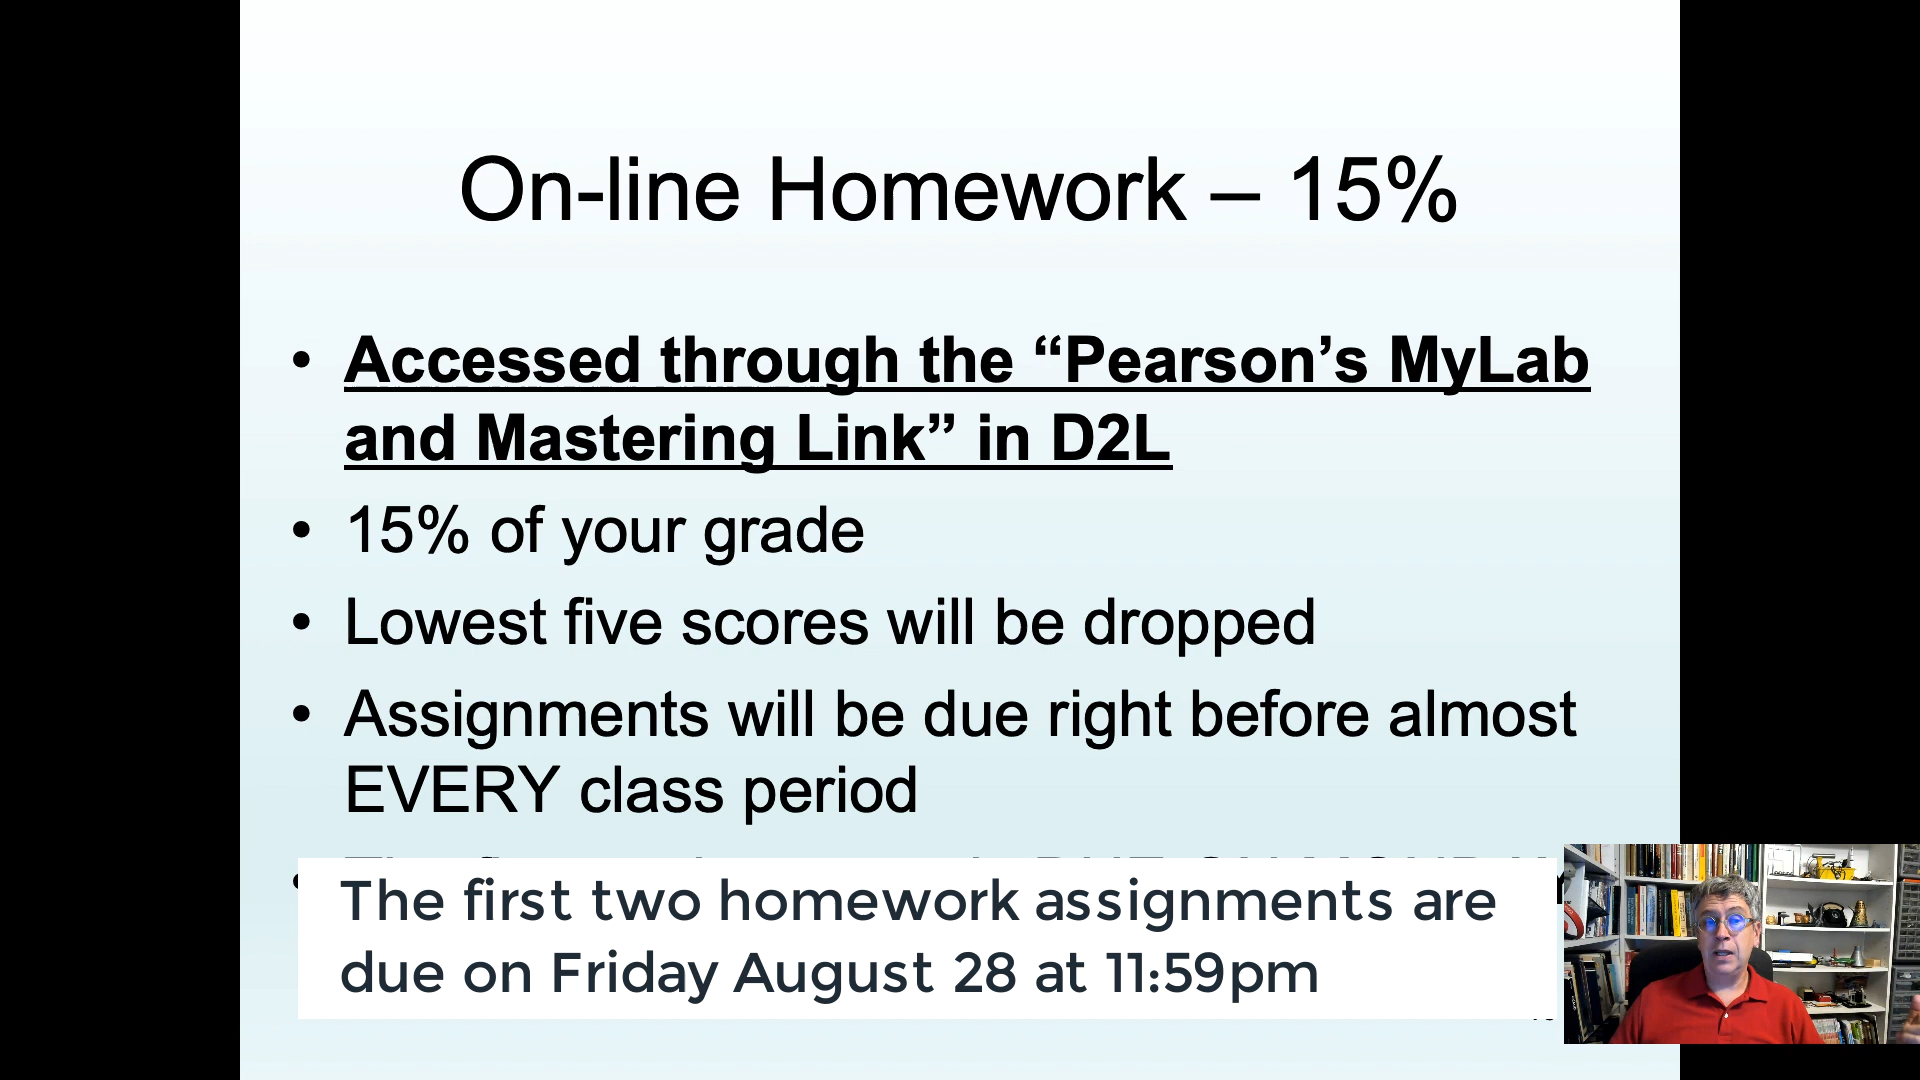 On-line Homework – 15%
• Accessed through the “Pearson’s MyLab
and Mastering Link” in D2L
• 15% of your grade
• Lowest five scores will be dropped
• Assignments will be due right before almost
EVERY class period
The first two homework assignments are
due on Friday August 28 at 11:59pm